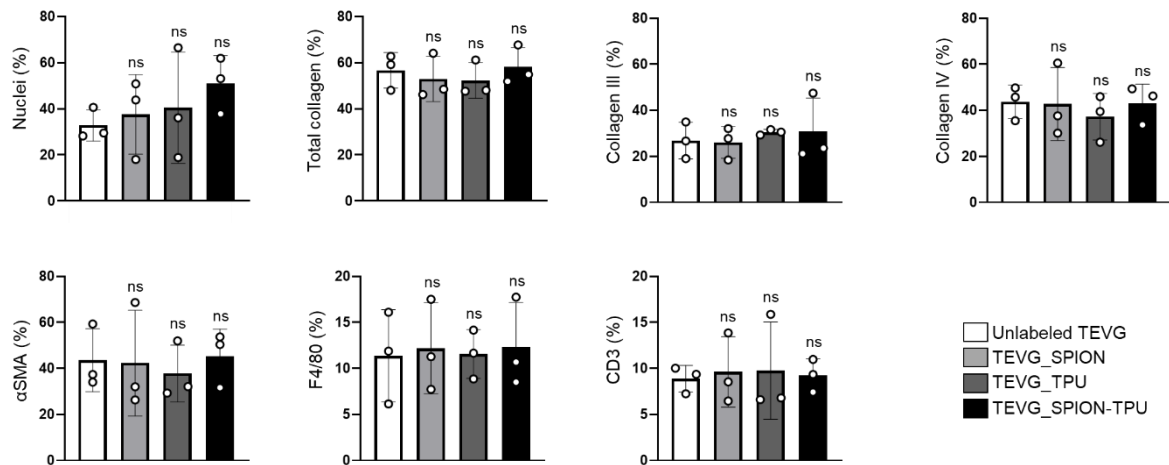 Nuclei (%)
80
60
40
20
0
ns
ns
ns
Total collagen (%)
80
60
40
20
0
ns
ns
ns
Collagen III (%)
80
60
40
20
0
ns
ns
ns
Collagen IV (%)
80
60
40
20
0
ns
ns
ns
αSMA (%)
80
60
40
20
0
ns
ns
ns
F4/80 (%)
20
15
10
5
0
ns
ns
ns
CD3 (%)
20
15
10
5
0
ns
ns
ns
Unlabeled TEVG
TEVG_SPION
TEVG_TPU
TEVG_SPION-TPU